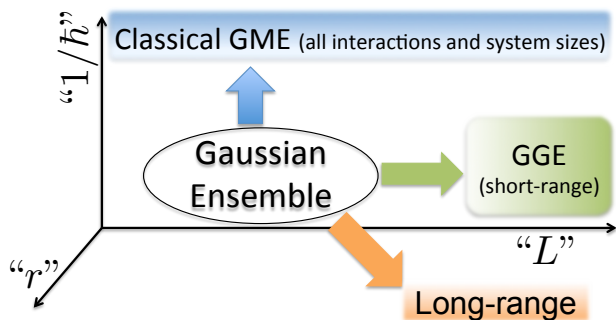 Classical GME (all interactions and system sizes)
“1/ħ”
Gaussian
Ensemble
GGE
(short-range)
“r”
“L”
Long-range